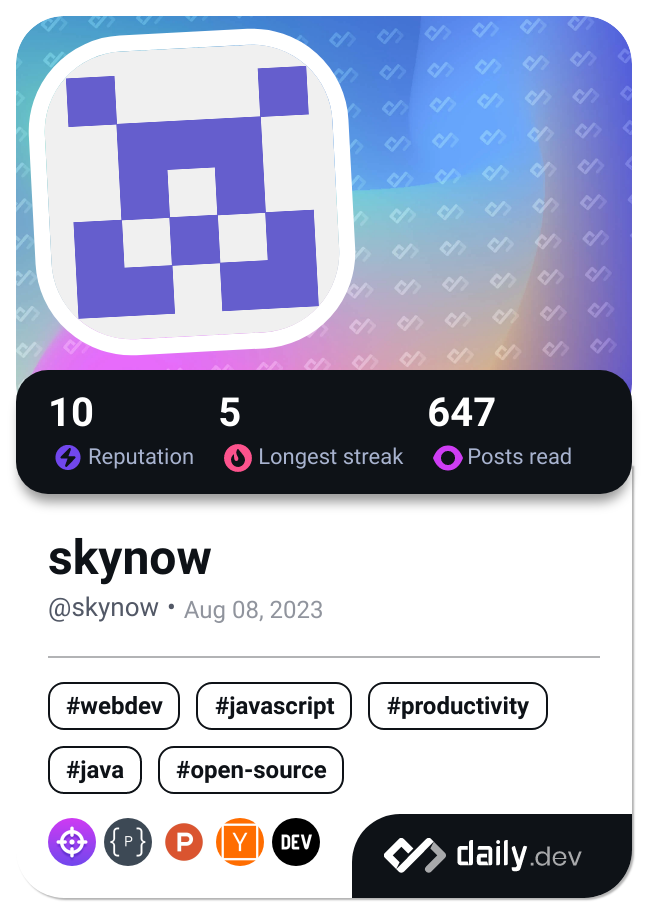 10 5 647
Reputation Longest streak Posts read
skynow
@skynow • Aug 08, 2023
#webdev #javascript #productivity
#java #open-source
{P} P Y DEV
daily.dev